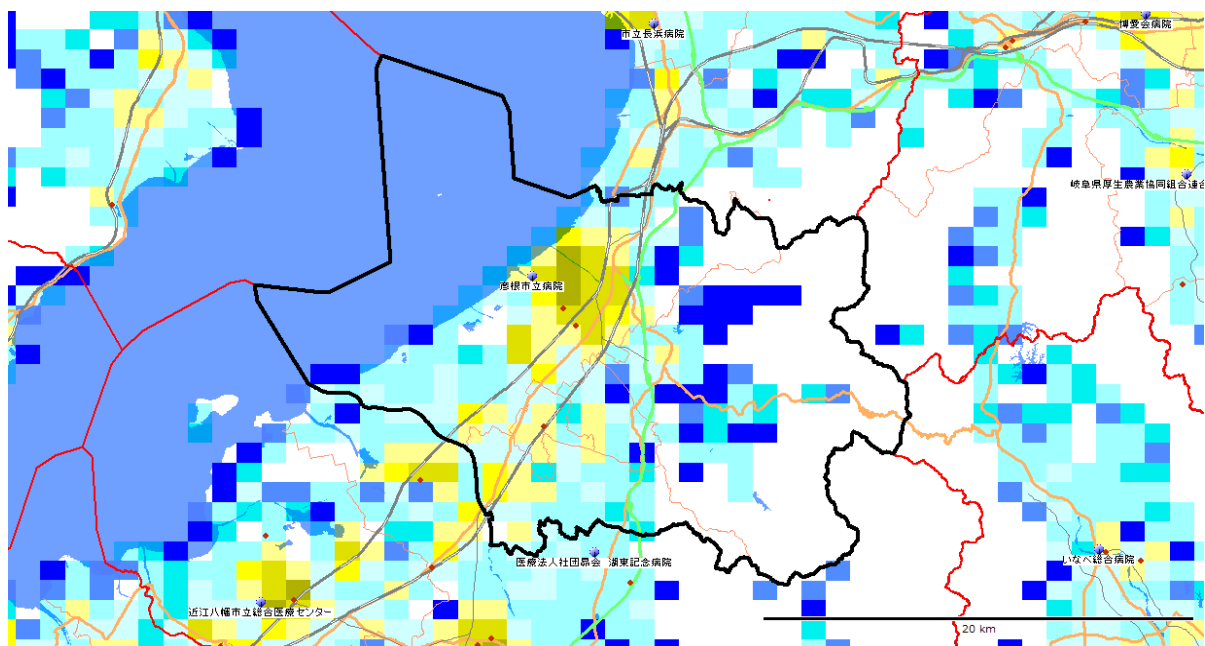 博愛会病院
市立長浜病院
岐阜県厚生農業協同組合連合
彦根市立病院
医療法人社団昴会 湖東記念病院
いなべ総合病院
近江八幡市立総合医療センター
20 km